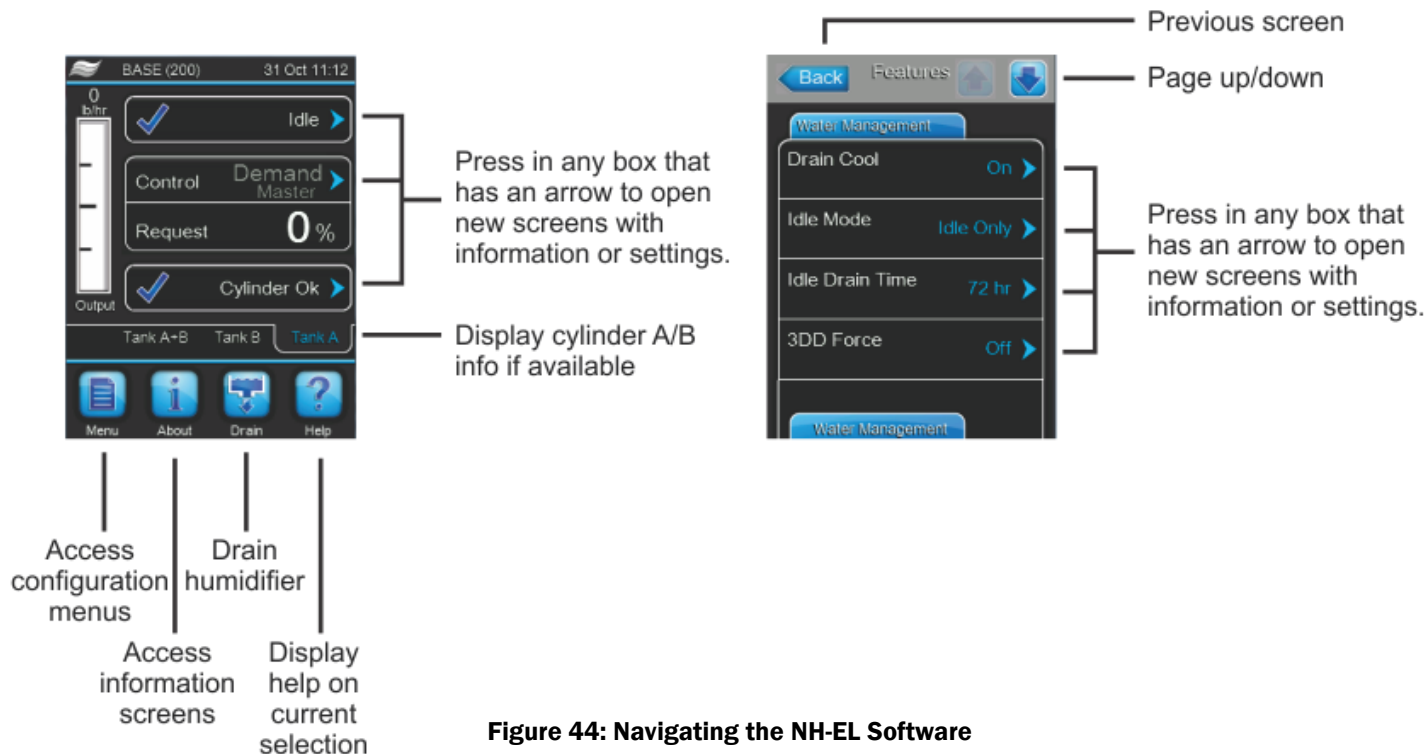 BASE (200)
31 Oct 11:12
0
lb/hr
Idle
Control
Demand
Master
Request
0 %
Cylinder Ok
Output
Tank A+B
Tank B
Tank A
Menu
About
Drain
Help
Press in any box that
has an arrow to open
new screens with
information or settings.
Display cylinder A/B
info if available
Access
configuration
menus
Access
information
screens
Drain
humidifier
Display
help on
current
selection
Previous screen
Page up/down
Back
Features
Water Management
Drain Cool
On
Idle Mode
Idle Only
Idle Drain Time
72 hr
3DD Force
Off
Water Management
Press in any box that
has an arrow to open
new screens with
information or settings.
Figure 44: Navigating the NH-EL Software